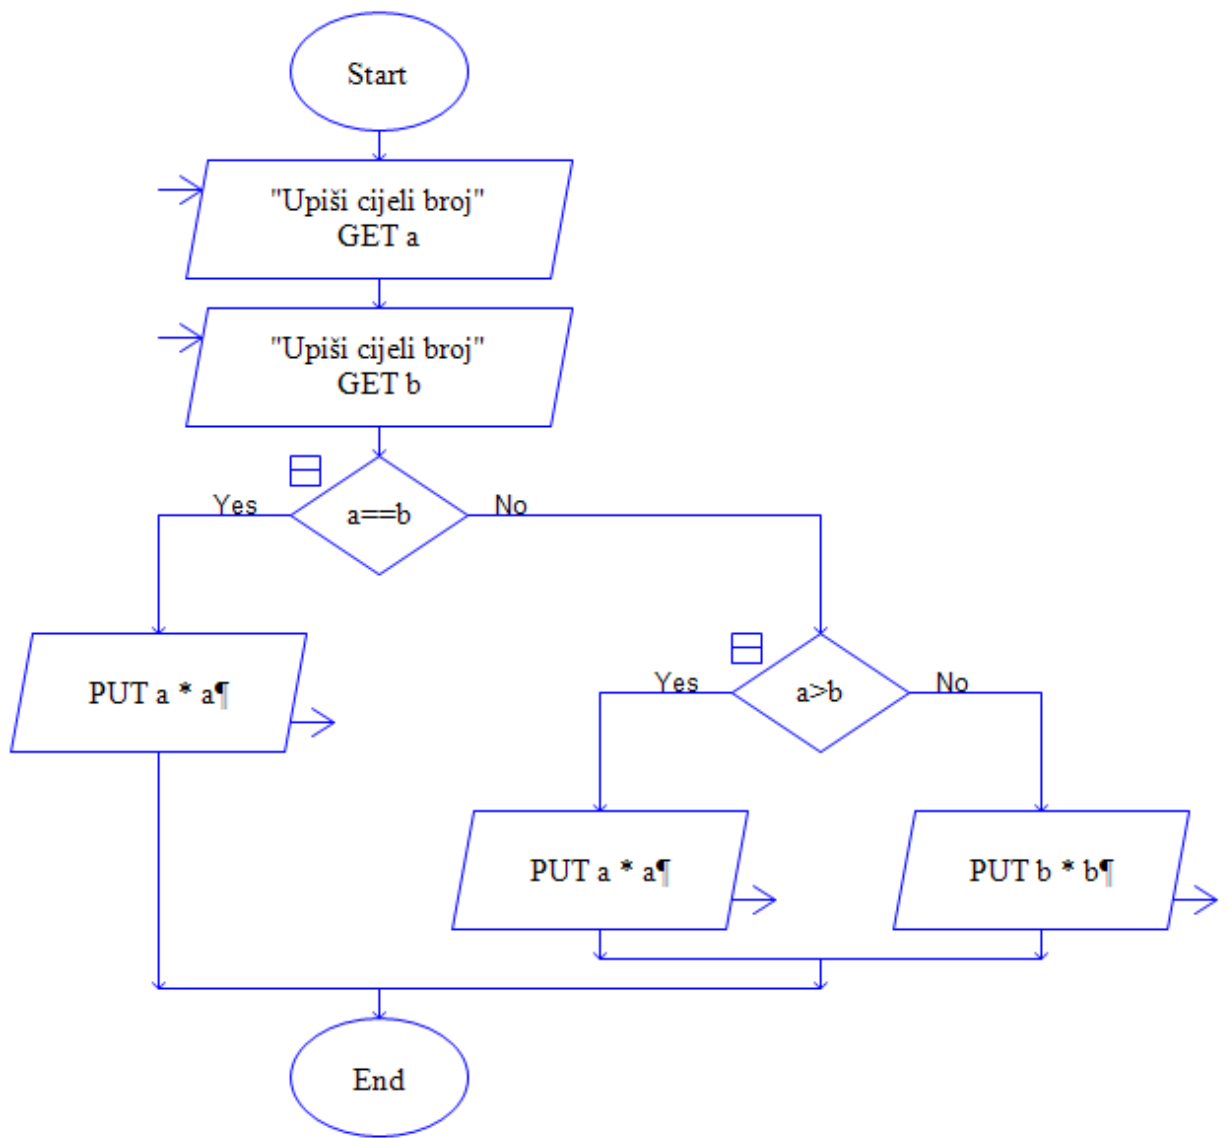 Start
"Upiši cijeli broj"
GET a
"Upiši cijeli broj"
GET b
Yes
a==b
No
PUT a * a¶
Yes
a>b
No
PUT a * a¶
PUT b * b¶
End